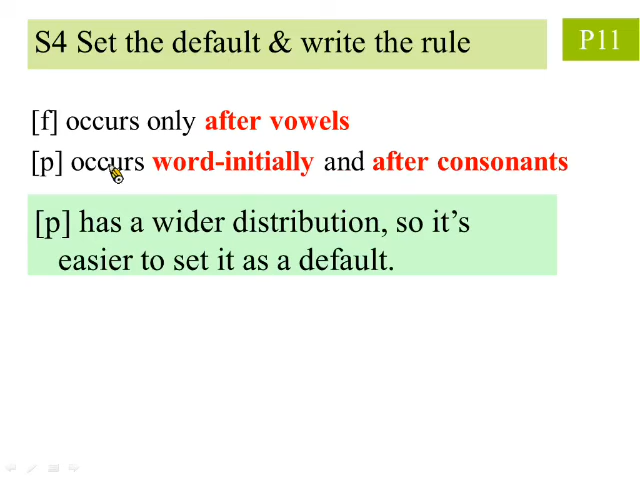 S4 Set the default & write the rule
P11
[f] occurs only after vowels
[p] occurs word-initially and after consonants
[p] has a wider distribution, so it’s
easier to set it as a default.